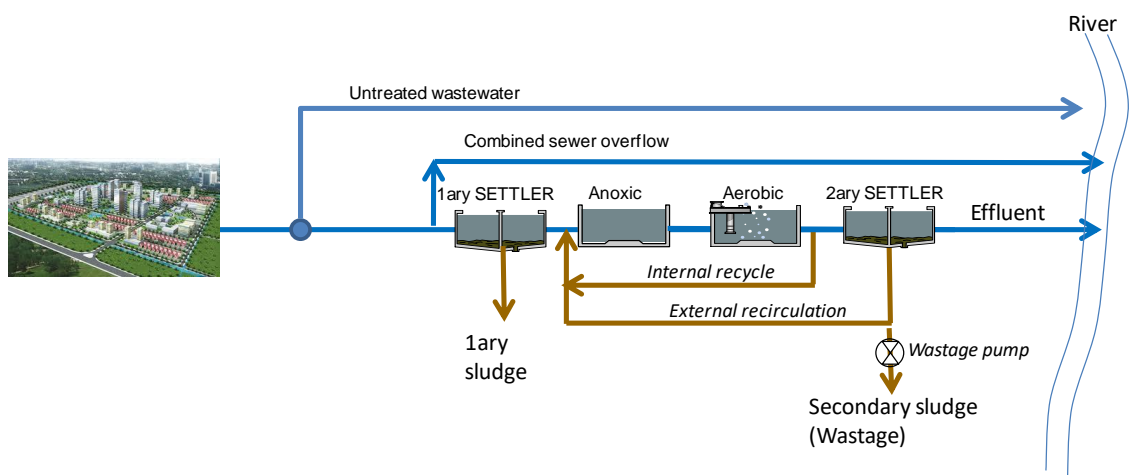 River
Untreated wastewater
Combined sewer overflow
1ary SETTLER
Anoxic
Aerobic
2ary SETTLER
Effluent
Internal recycle
External recirculation
1ary
sludge
Wastage pump
Secondary sludge
(Wastage)